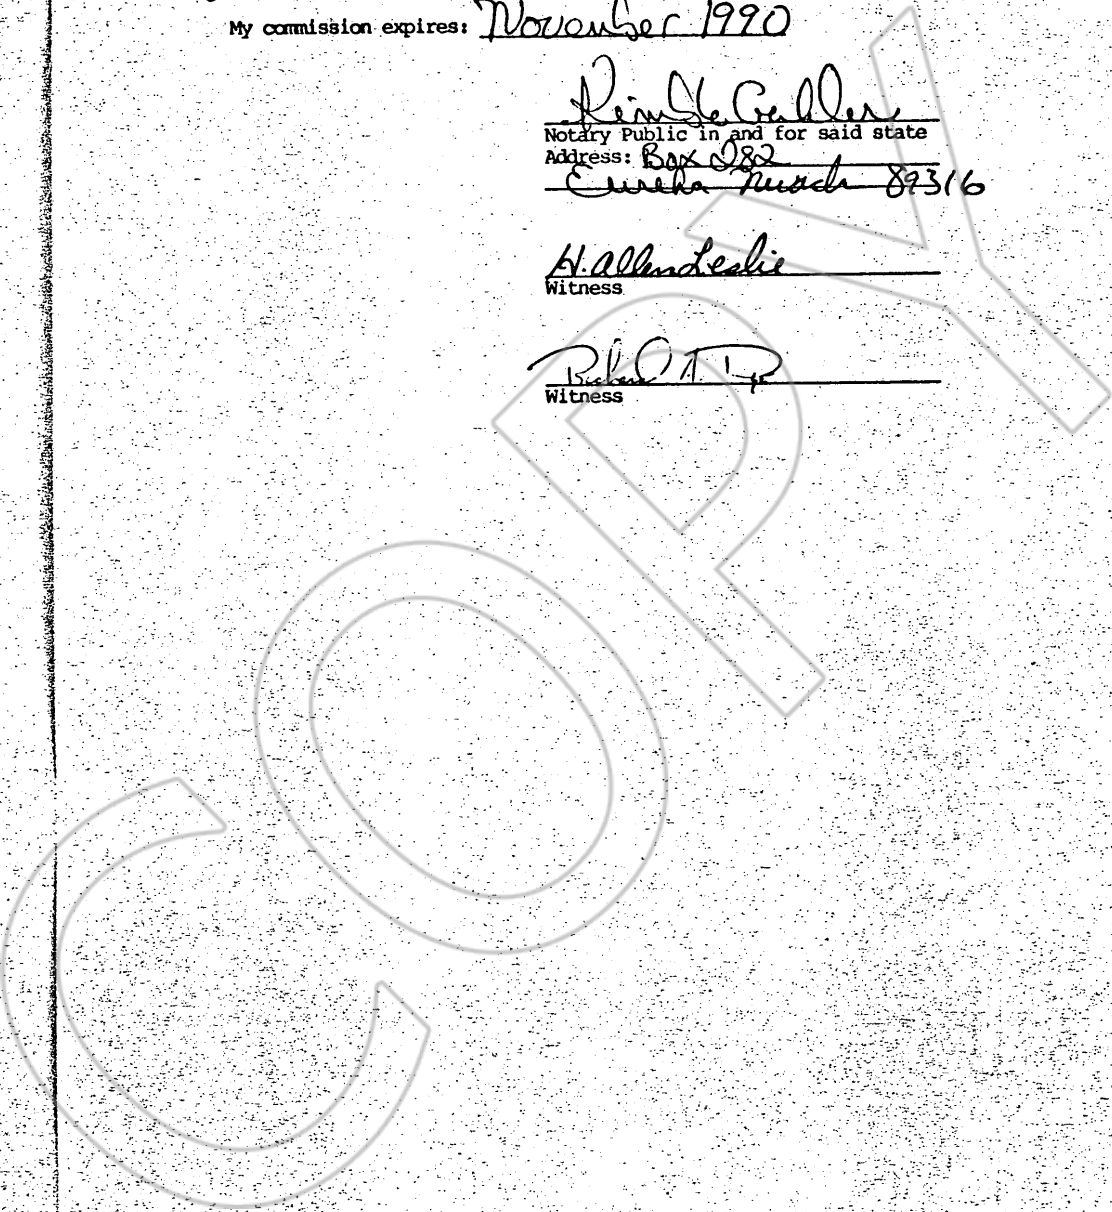 My commission expires: November 1990
Notary Public in and for said state
Address: Box 282
Eureka Nevada 89316
H. Allen Leslie
Witness
Richard A.
Witness
COPY